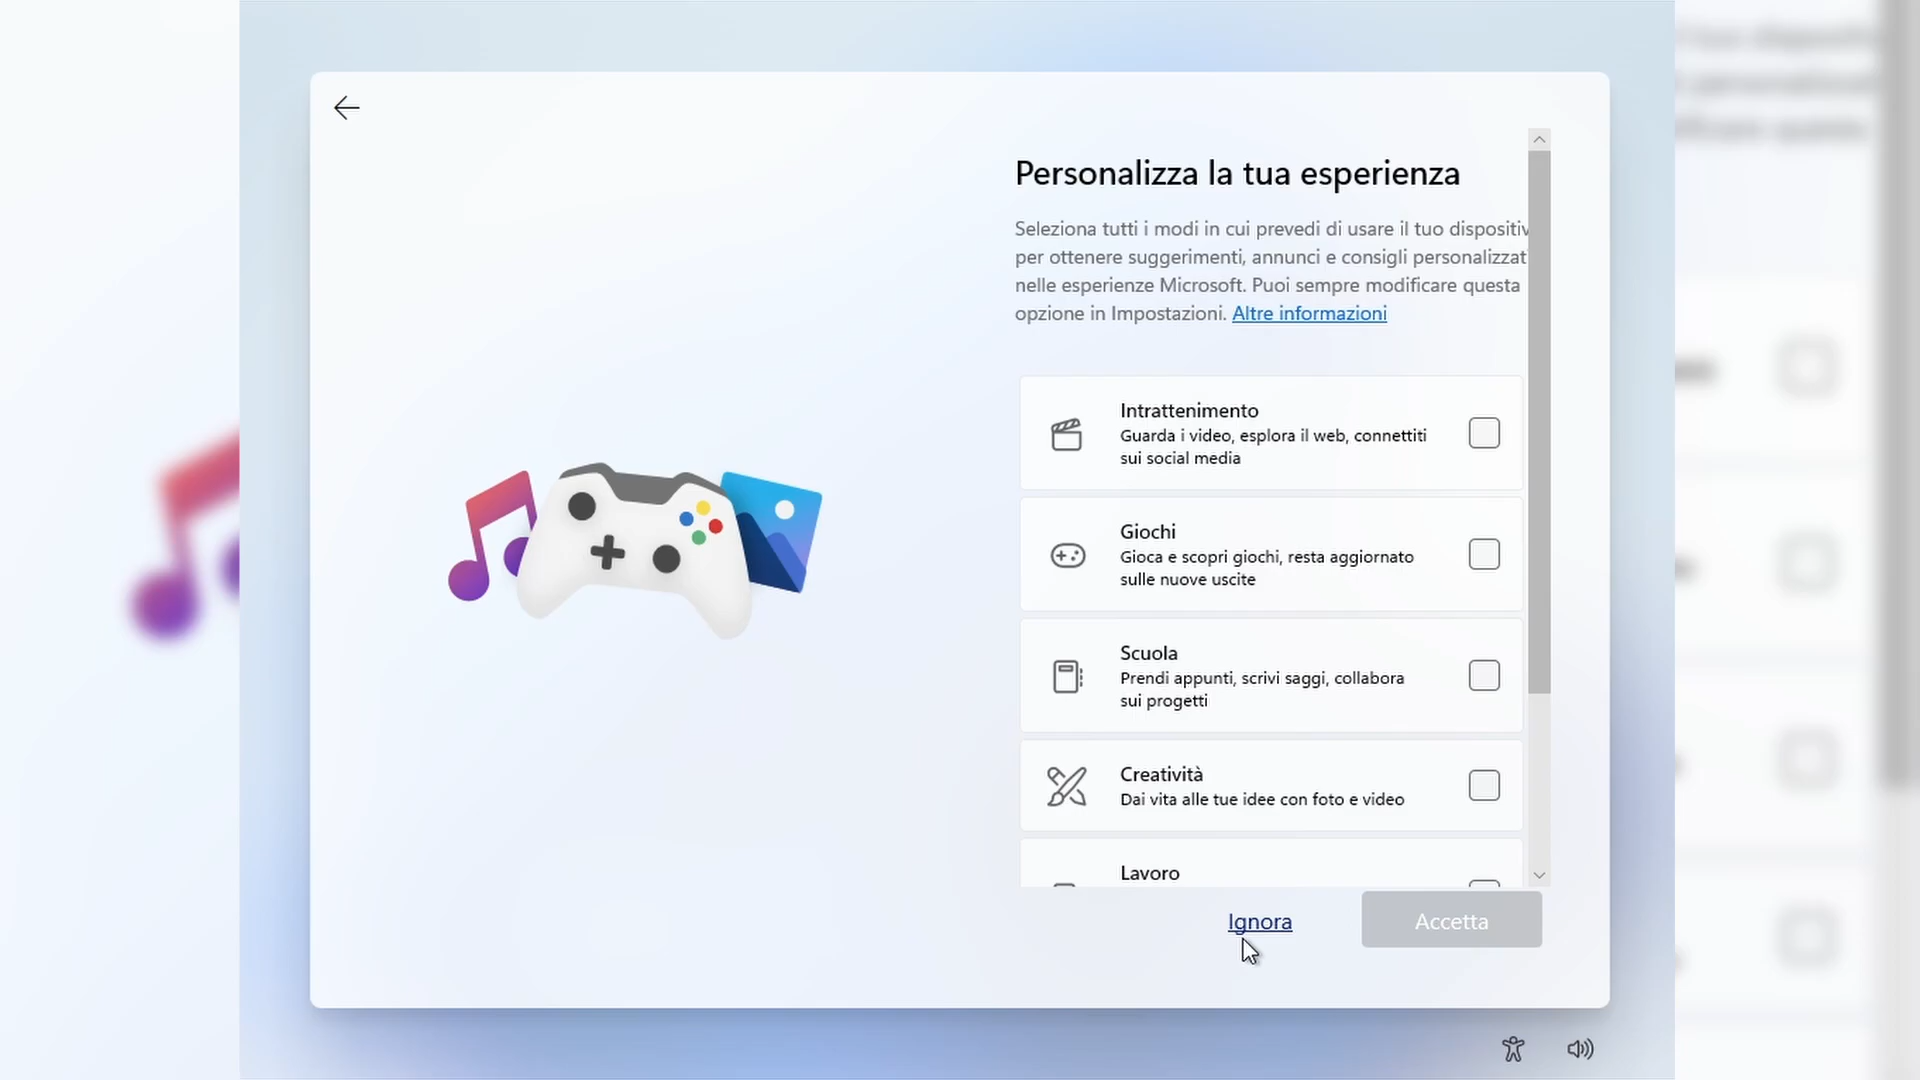 Personalizza la tua esperienza
Seleziona tutti i modi in cui prevedi di usare il tuo dispositiv
per ottenere suggerimenti, annunci e consigli personalizzat
nelle esperienze Microsoft. Puoi sempre modificare questa
opzione in Impostazioni. Altre informazioni
Intrattenimento
Guarda i video, esplora il web, connettiti
sui social media
Giochi
Gioca e scopri giochi, resta aggiornato
sulle nuove uscite
Scuola
Prendi appunti, scrivi saggi, collabora
sui progetti
Creatività
Dai vita alle tue idee con foto e video
Lavoro
Ignora
Accetta